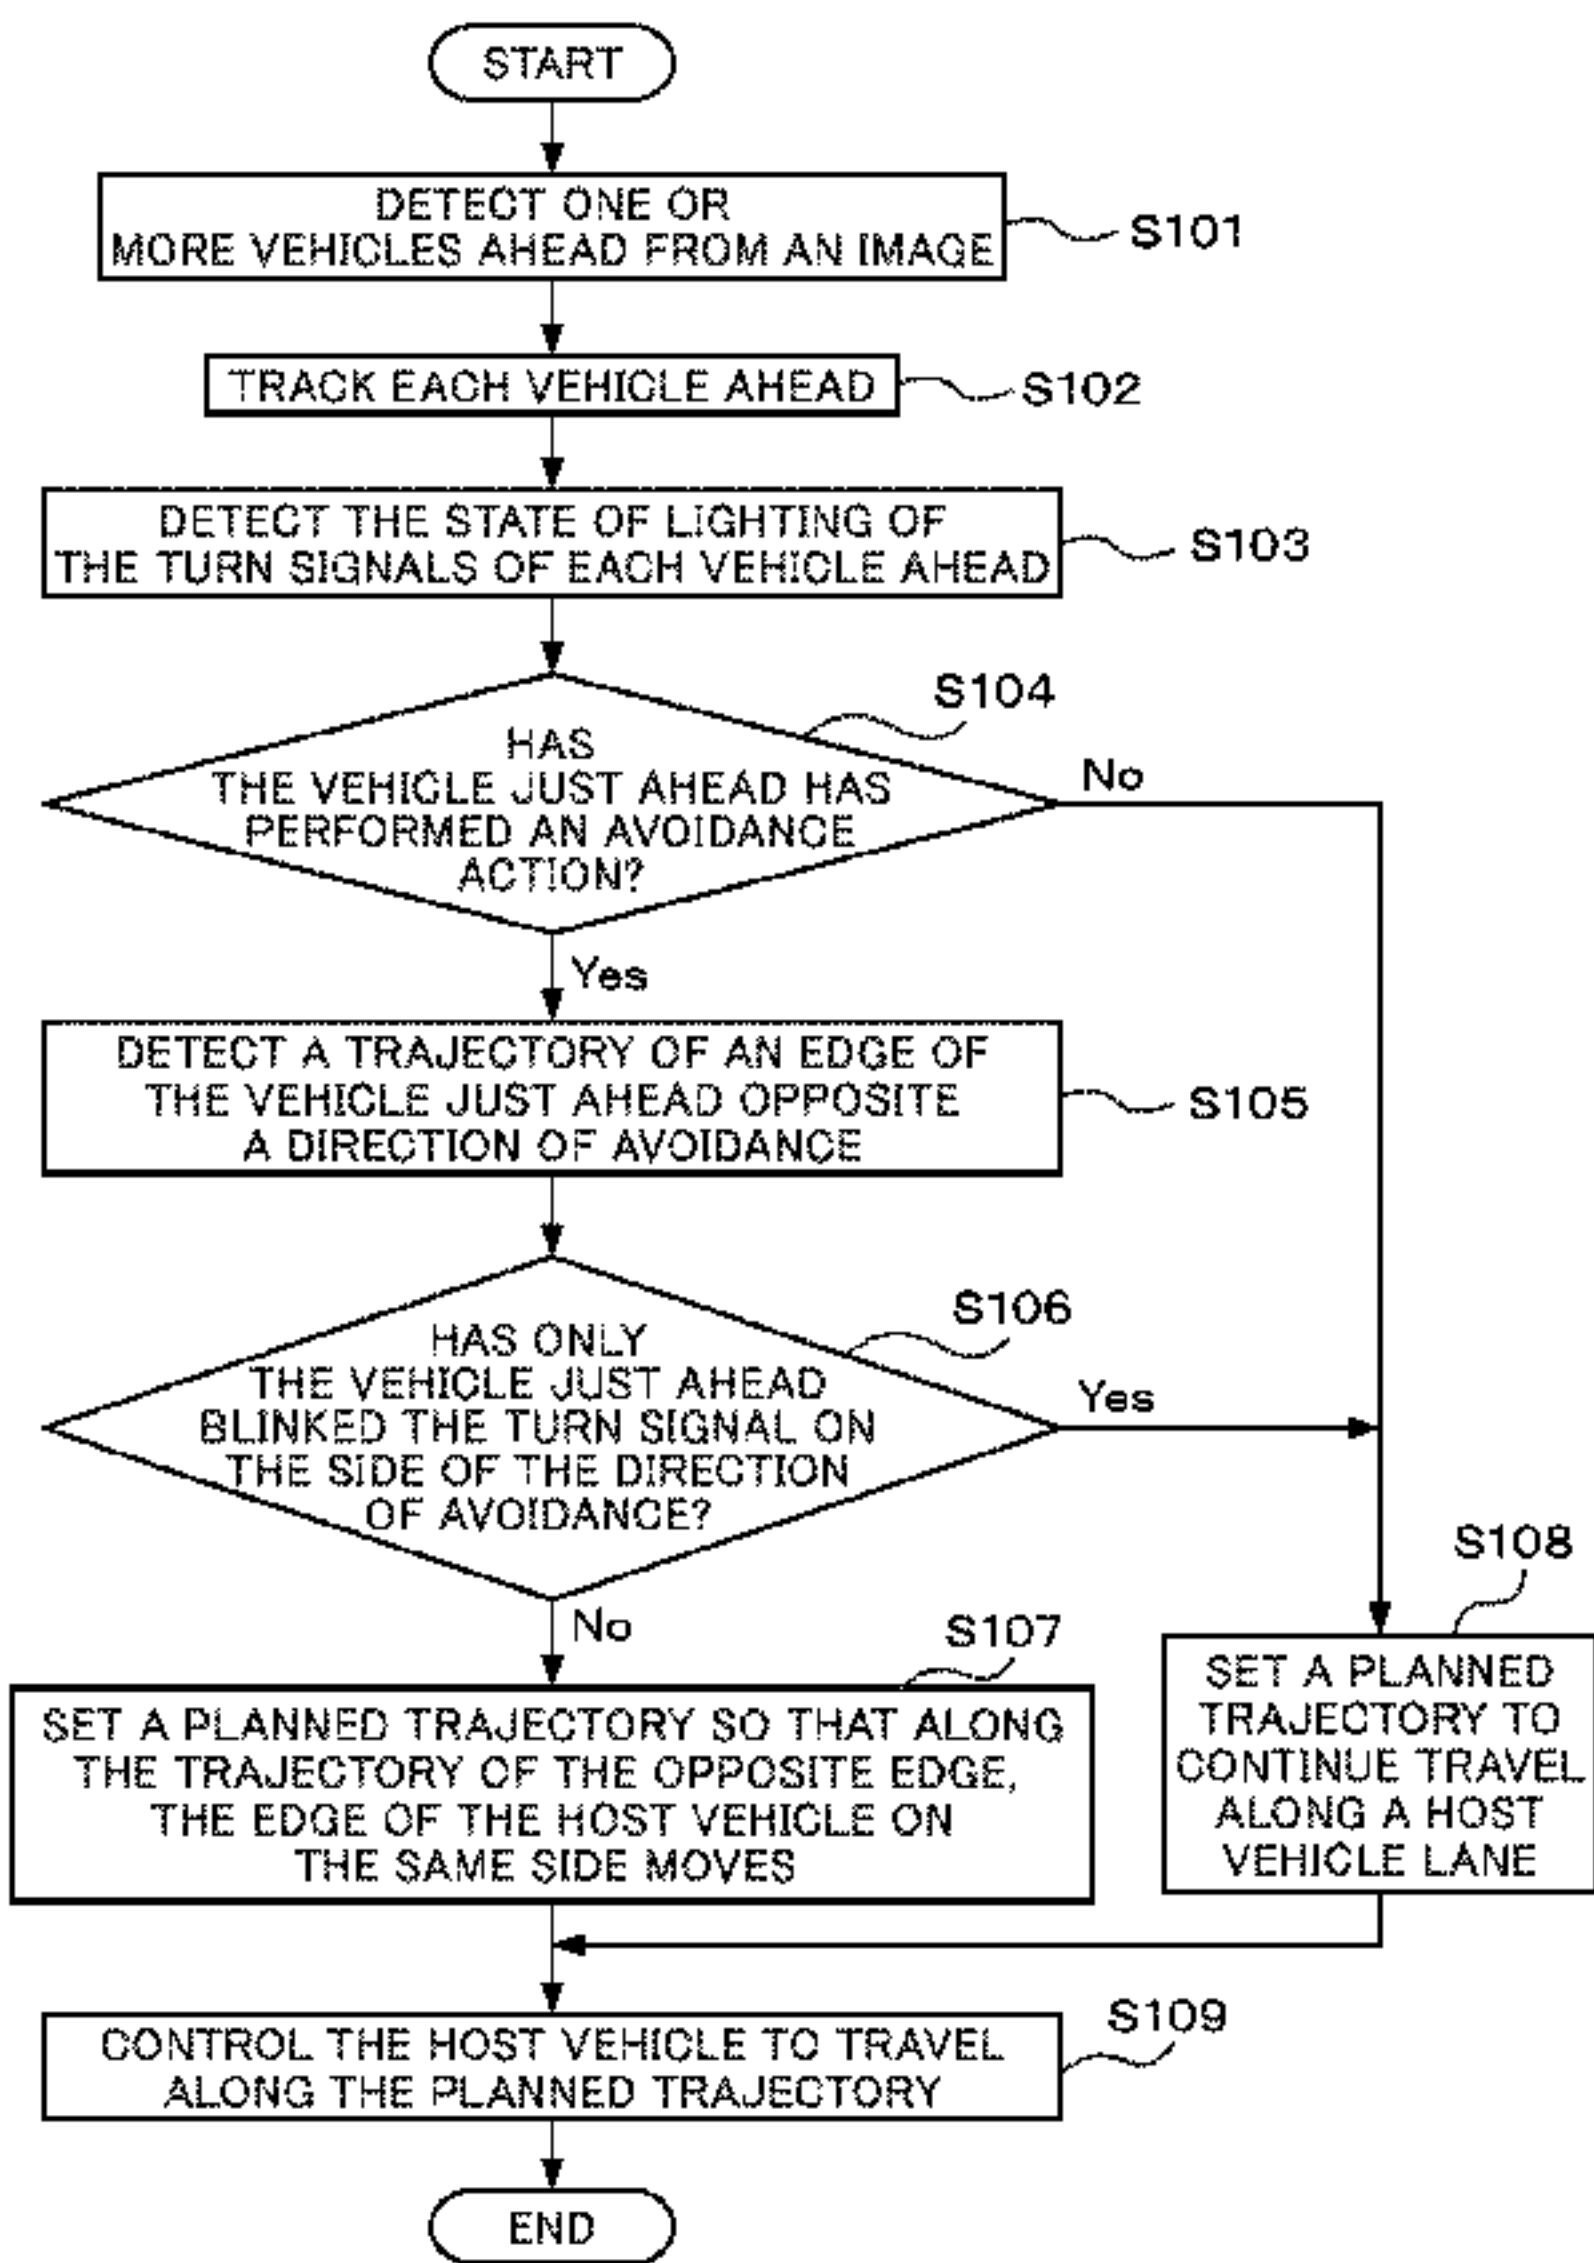 START
DETECT ONE OR
MORE VEHICLES AHEAD FROM AN IMAGE
S101
TRACK EACH VEHICLE AHEAD
S102
DETECT THE STATE OF LIGHTING OF
THE TURN SIGNALS OF EACH VEHICLE AHEAD
S103
S104
HAS
THE VEHICLE JUST AHEAD HAS
PERFORMED AN AVOIDANCE
ACTION?
No
Yes
DETECT A TRAJECTORY OF AN EDGE OF
THE VEHICLE JUST AHEAD OPPOSITE
A DIRECTION OF AVOIDANCE
S105
S106
HAS ONLY
THE VEHICLE JUST AHEAD
BLINKED THE TURN SIGNAL ON
THE SIDE OF THE DIRECTION
OF AVOIDANCE?
Yes
No
S107
SET A PLANNED TRAJECTORY SO THAT ALONG
THE TRAJECTORY OF THE OPPOSITE EDGE,
THE EDGE OF THE HOST VEHICLE ON
THE SAME SIDE MOVES
S108
SET A PLANNED
TRAJECTORY TO
CONTINUE TRAVEL
ALONG A HOST
VEHICLE LANE
S109
CONTROL THE HOST VEHICLE TO TRAVEL
ALONG THE PLANNED TRAJECTORY
END